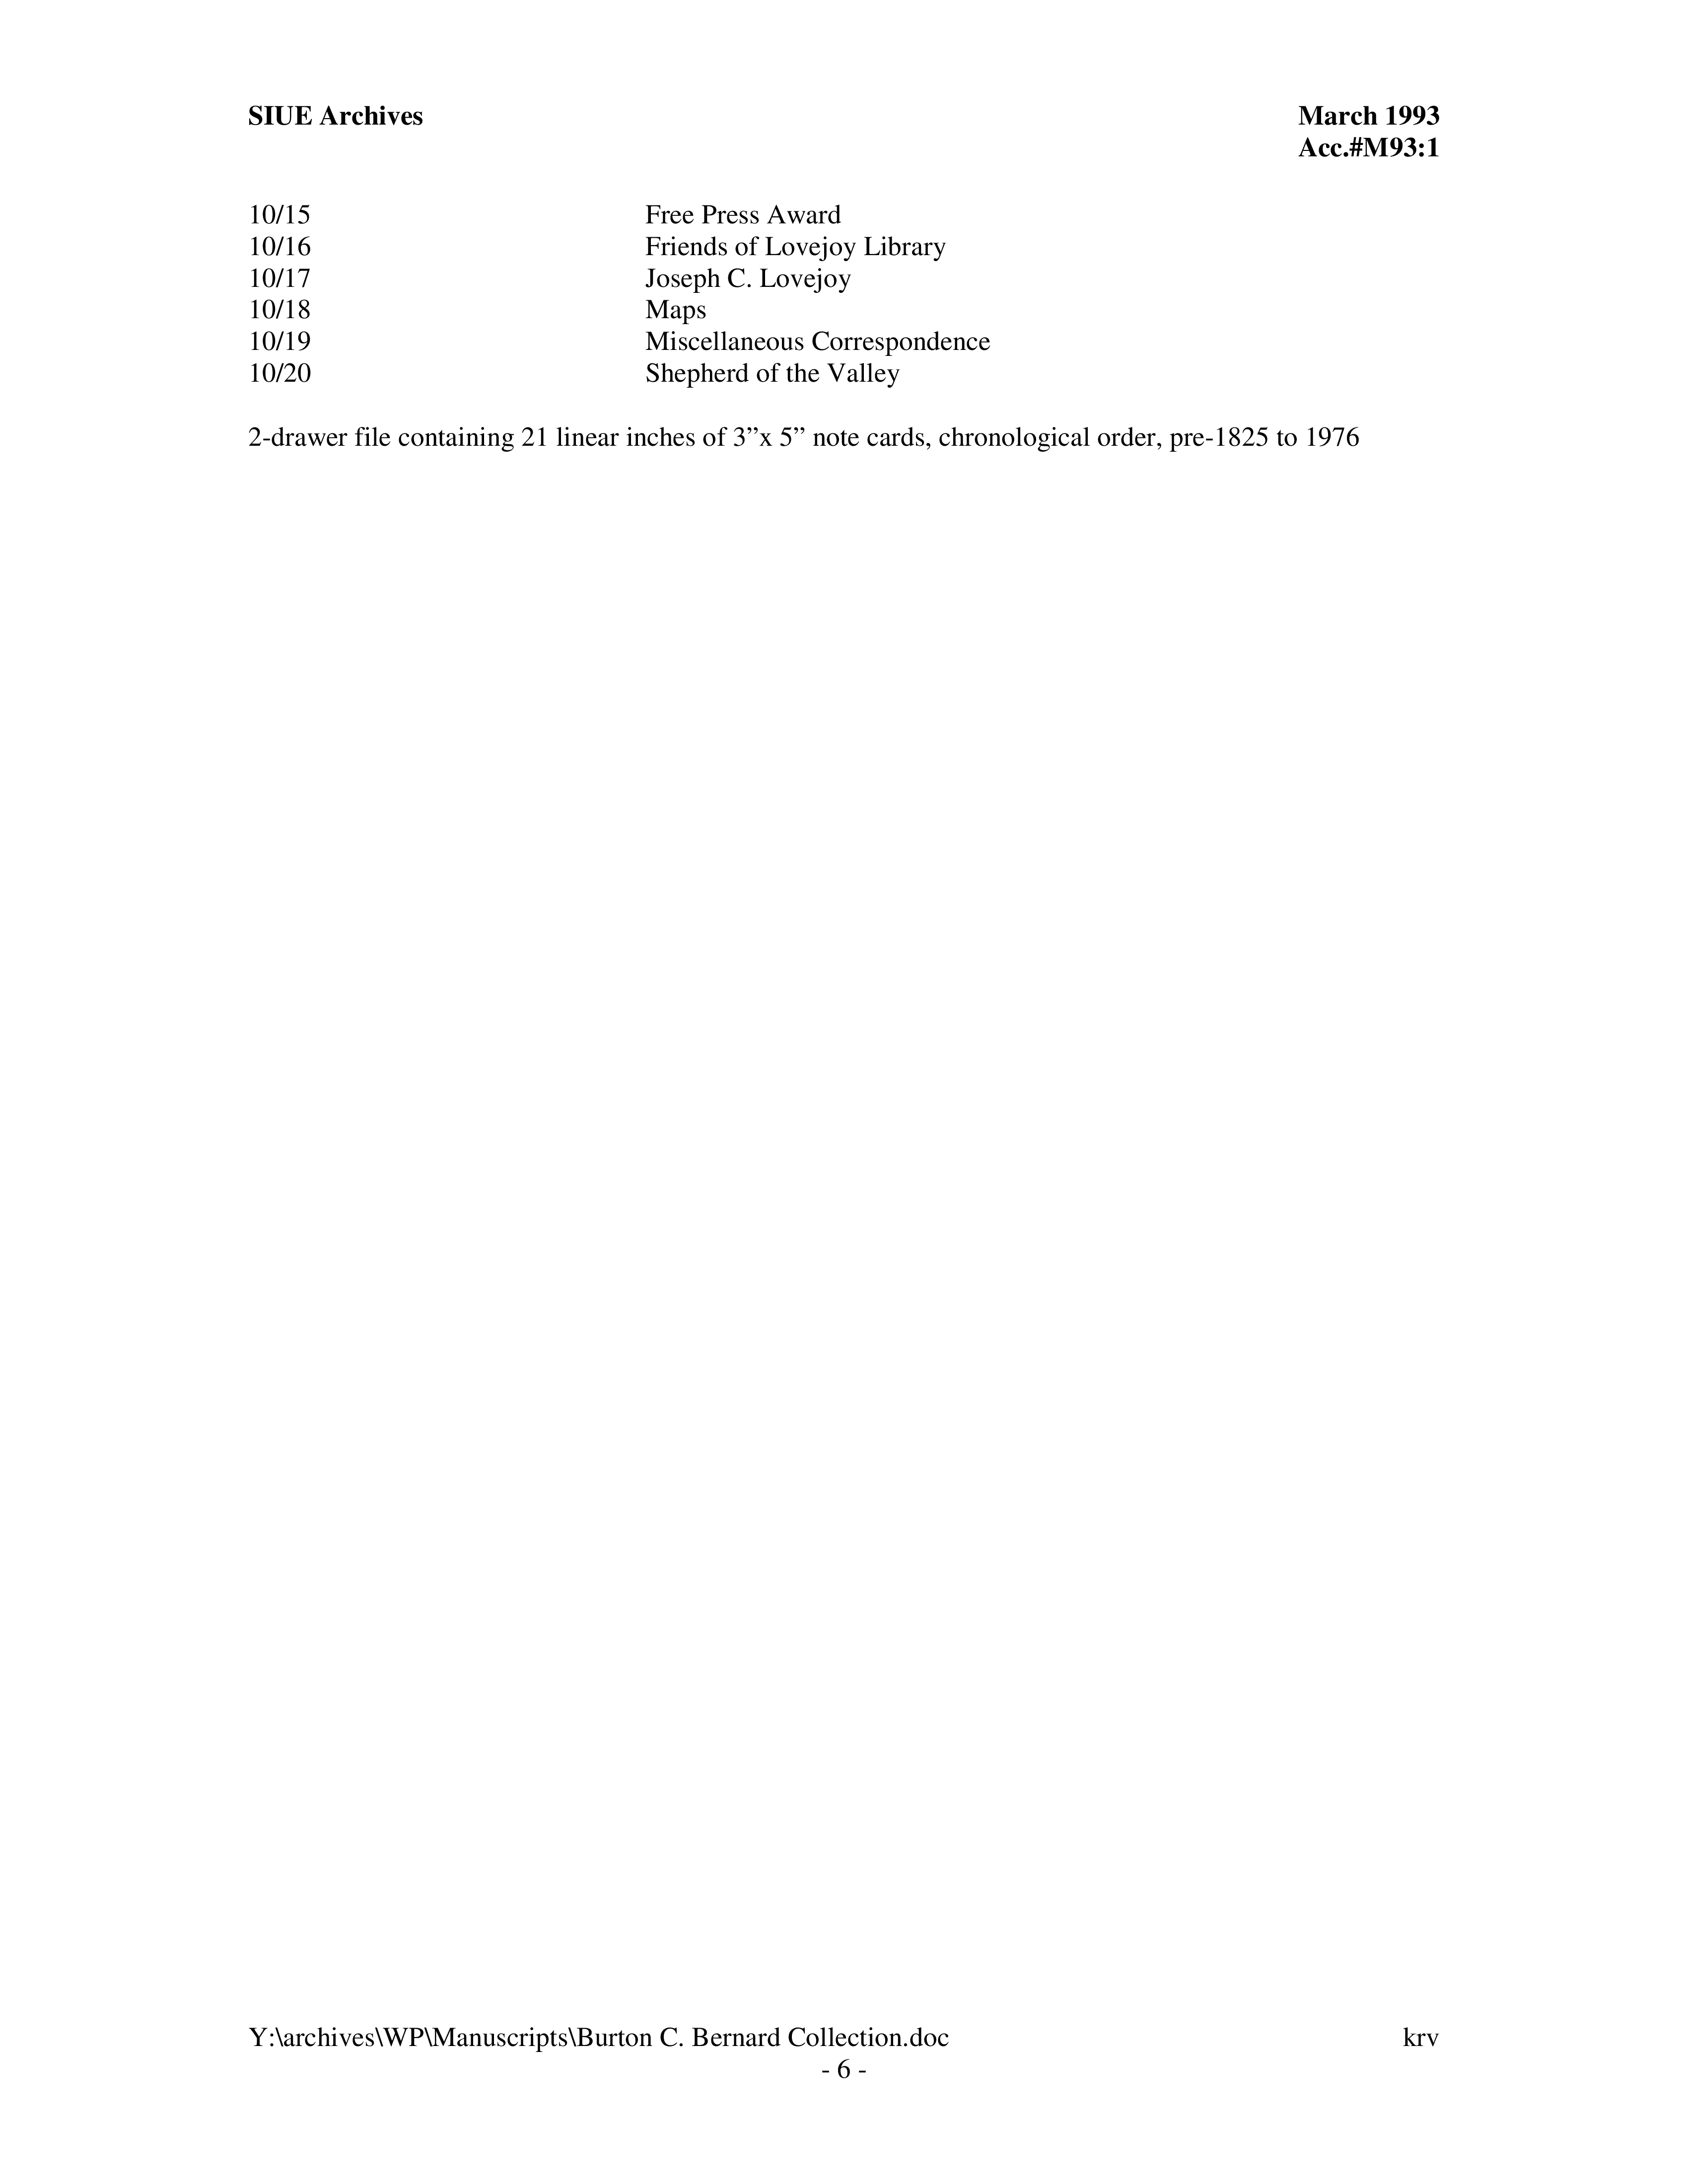 SIUE Archives March 1993
Acc.#M93:1
10/15 Free Press Award
10/16 Friends of Lovejoy Library
10/17 Joseph C. Lovejoy
10/18 Maps
10/19 Miscellaneous Correspondence
10/20 Shepherd of the Valley
2-drawer file containing 21 linear inches of 3”x 5” note cards, chronological order, pre-1825 to 1976
Y:\archives\WP\Manuscripts\Burton C. Bernard Collection.doc krv
- 6 -